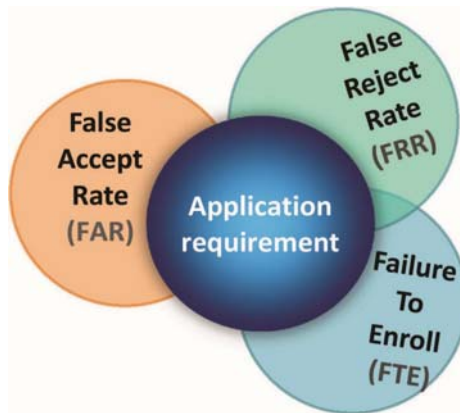 False
Accept
Rate
(FAR)
False
Reject
Rate
(FRR)
Application
requirement
Failure
To
Enroll
(FTE)